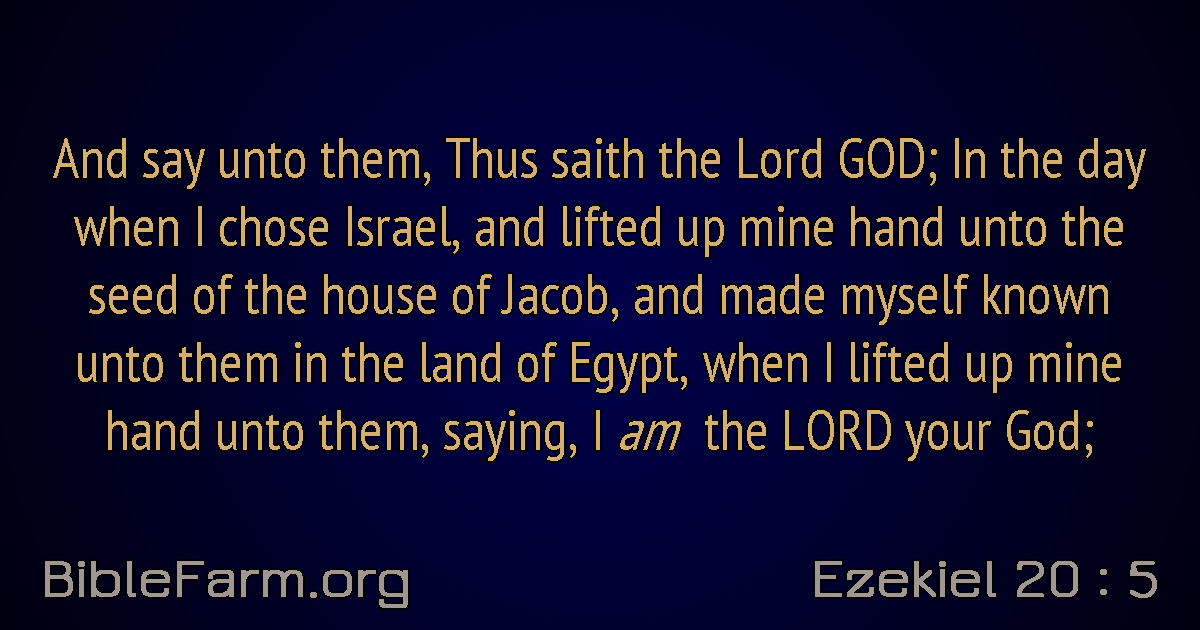 And say unto them, Thus saith the Lord GOD; In the day
when I chose Israel, and lifted up mine hand unto the
seed of the house of Jacob, and made myself known
unto them in the land of Egypt, when I lifted up mine
hand unto them, saying, I am the LORD your God;
BibleFarm.org
Ezekiel 20 : 5